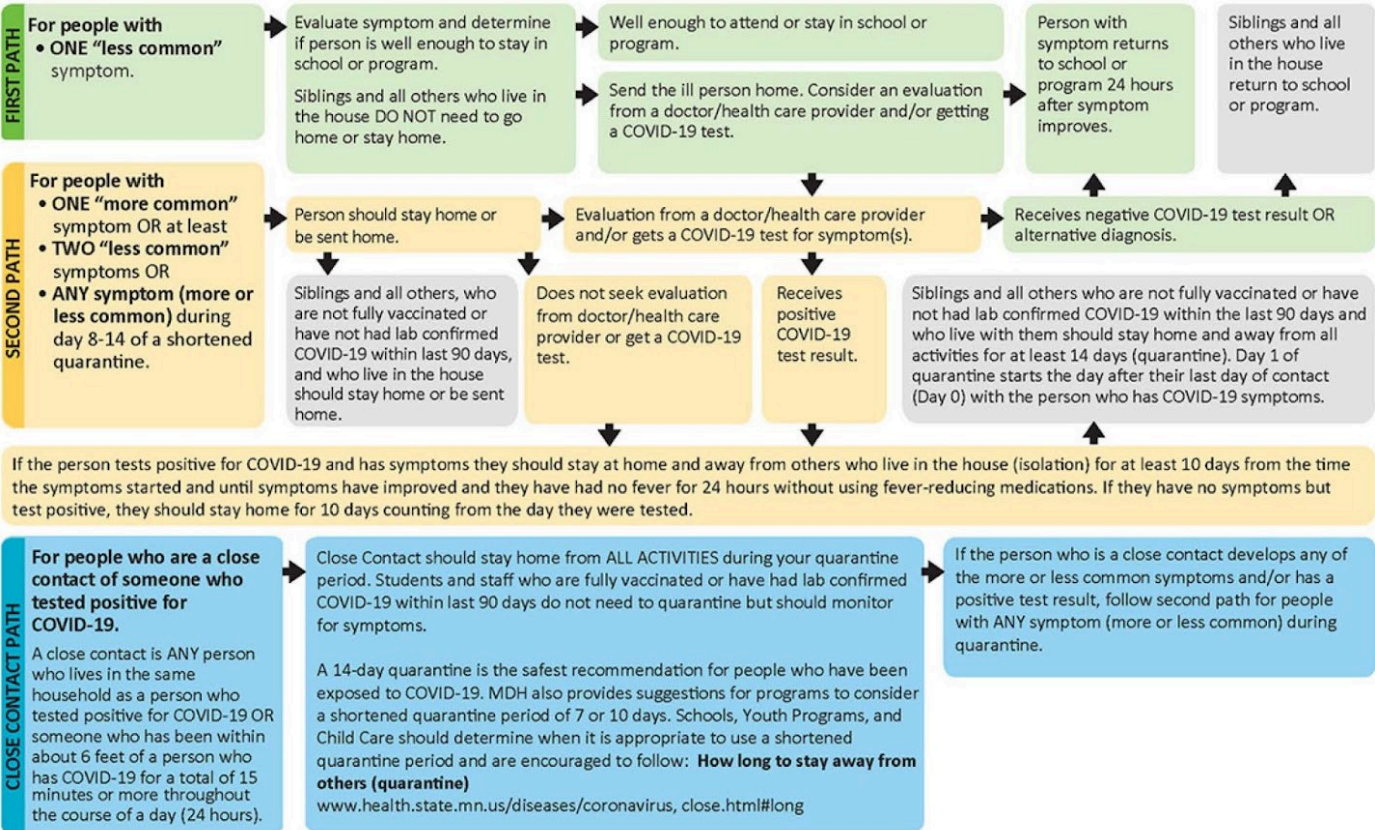 FIRST PATH
For people with
• ONE “less common”
symptom.
Evaluate symptom and determine
if person is well enough to stay in
school or program.
Siblings and all others who live in
the house DO NOT need to go
home or stay home.
Well enough to attend or stay in school or
program.
Send the ill person home. Consider an evaluation
from a doctor/health care provider and/or getting
a COVID-19 test.
Person with
symptom returns
to school or
program 24 hours
after symptom
improves.
Siblings and all
others who live
in the house
return to school
or program.
SECOND PATH
For people with
• ONE “more common”
symptom OR at least
• TWO “less common”
symptoms OR
• ANY symptom (more or
less common) during
day 8-14 of a shortened
quarantine.
Person should stay home or
be sent home.
Evaluation from a doctor/health care provider
and/or gets a COVID-19 test for symptom(s).
Receives negative COVID-19 test result OR
alternative diagnosis.
Siblings and all others, who
are not fully vaccinated or
have not had lab confirmed
COVID-19 within last 90 days,
and who live in the house
should stay home or be sent
home.
Does not seek evaluation
from doctor/health care
provider or get a COVID-19
test.
Receives
positive
COVID-19
test result.
Siblings and all others who are not fully vaccinated or have
not had lab confirmed COVID-19 within the last 90 days and
who live with them should stay home and away from all
activities for at least 14 days (quarantine). Day 1 of
quarantine starts the day after their last day of contact
(Day 0) with the person who has COVID-19 symptoms.
If the person tests positive for COVID-19 and has symptoms they should stay at home and away from others who live in the house (isolation) for at least 10 days from the time
the symptoms started and until symptoms have improved and they have had no fever for 24 hours without using fever-reducing medications. If they have no symptoms but
test positive, they should stay home for 10 days counting from the day they were tested.
CLOSE CONTACT PATH
For people who are a close
contact of someone who
tested positive for
COVID-19.
A close contact is ANY person
who lives in the same
household as a person who
tested positive for COVID-19 OR
someone who has been within
about 6 feet of a person who
has COVID-19 for a total of 15
minutes or more throughout
the course of a day (24 hours).
Close Contact should stay home from ALL ACTIVITIES during your quarantine
period. Students and staff who are fully vaccinated or have had lab confirmed
COVID-19 within last 90 days do not need to quarantine but should monitor
for symptoms.
A 14-day quarantine is the safest recommendation for people who have been
exposed to COVID-19. MDH also provides suggestions for programs to consider
a shortened quarantine period of 7 or 10 days. Schools, Youth Programs, and
Child Care should determine when it is appropriate to use a shortened
quarantine period and are encouraged to follow: How long to stay away from
others (quarantine)
www.health.state.mn.us/diseases/coronavirus, close.html#long
If the person who is a close contact develops any of
the more or less common symptoms and/or has a
positive test result, follow second path for people
with ANY symptom (more or less common) during
quarantine.